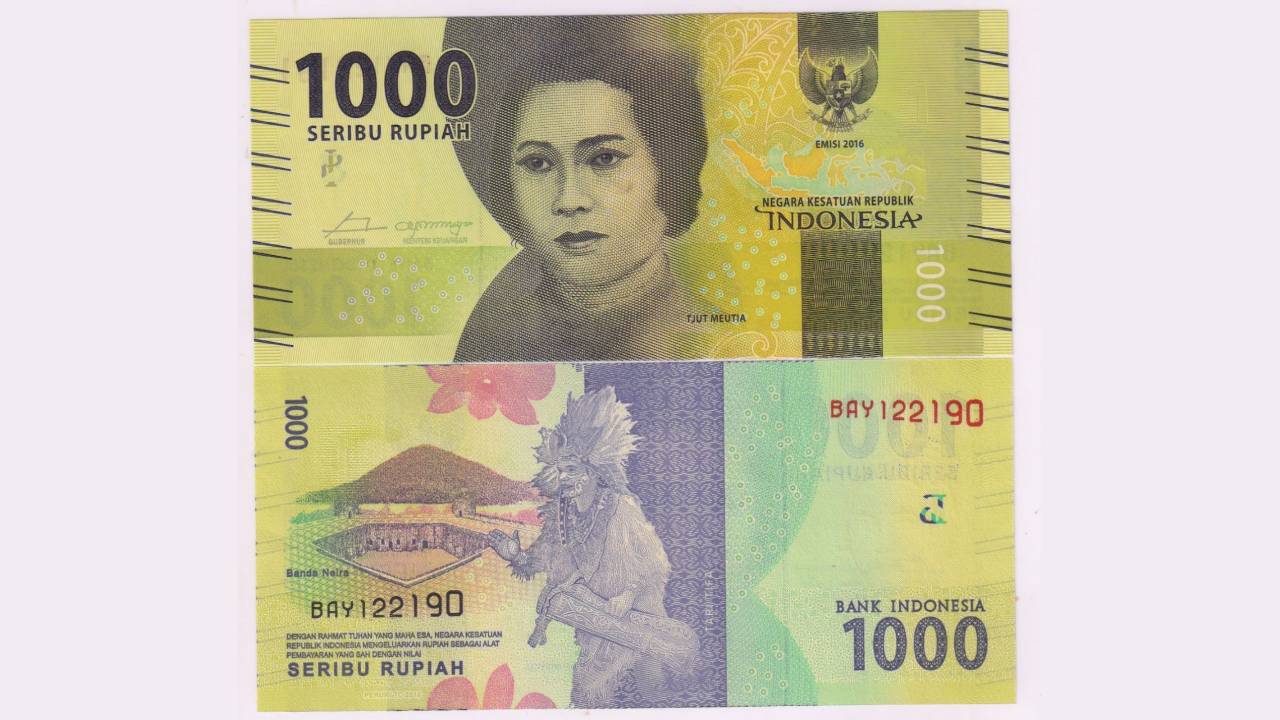 1000
SERIBU RUPIAH
EMISI 2016
NEGARA KESATUAN REPUBLIK
INDONESIA
GUBERNUR
MENTERI KEUANGAN
1000
TJUT MEUTIA
1000
BAY122190
Banda Neira
BAY122190
DENGAN RAHMAT TUHAN YANG MAHA ESA, NEGARA KESATUAN
REPUBLIK INDONESIA MENGELUARKAN RUPIAH SEBAGAI ALAT
PEMBAYARAN YANG SAH DENGAN NILAI
SERIBU RUPIAH
TARI TIFA
BANK INDONESIA
1000